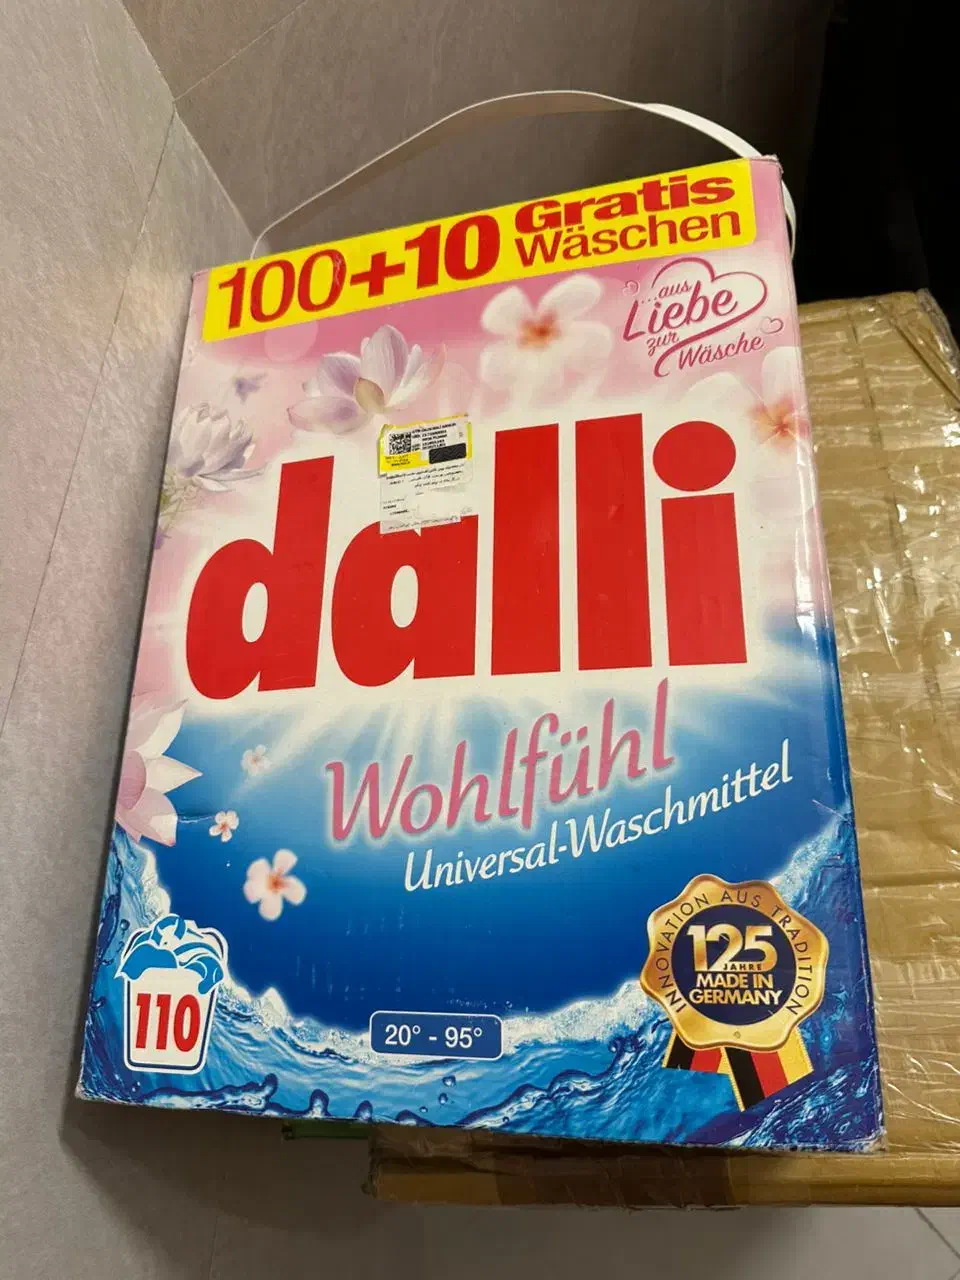 100+10 Gratis
Wäschen
...aus
Liebe
zur
Wäsche
dalli
Wohlfühl
Universal-Waschmittel
INNOVATION AUS TRADITION
125
JAHRE
MADE IN
GERMANY
110
20° - 95°